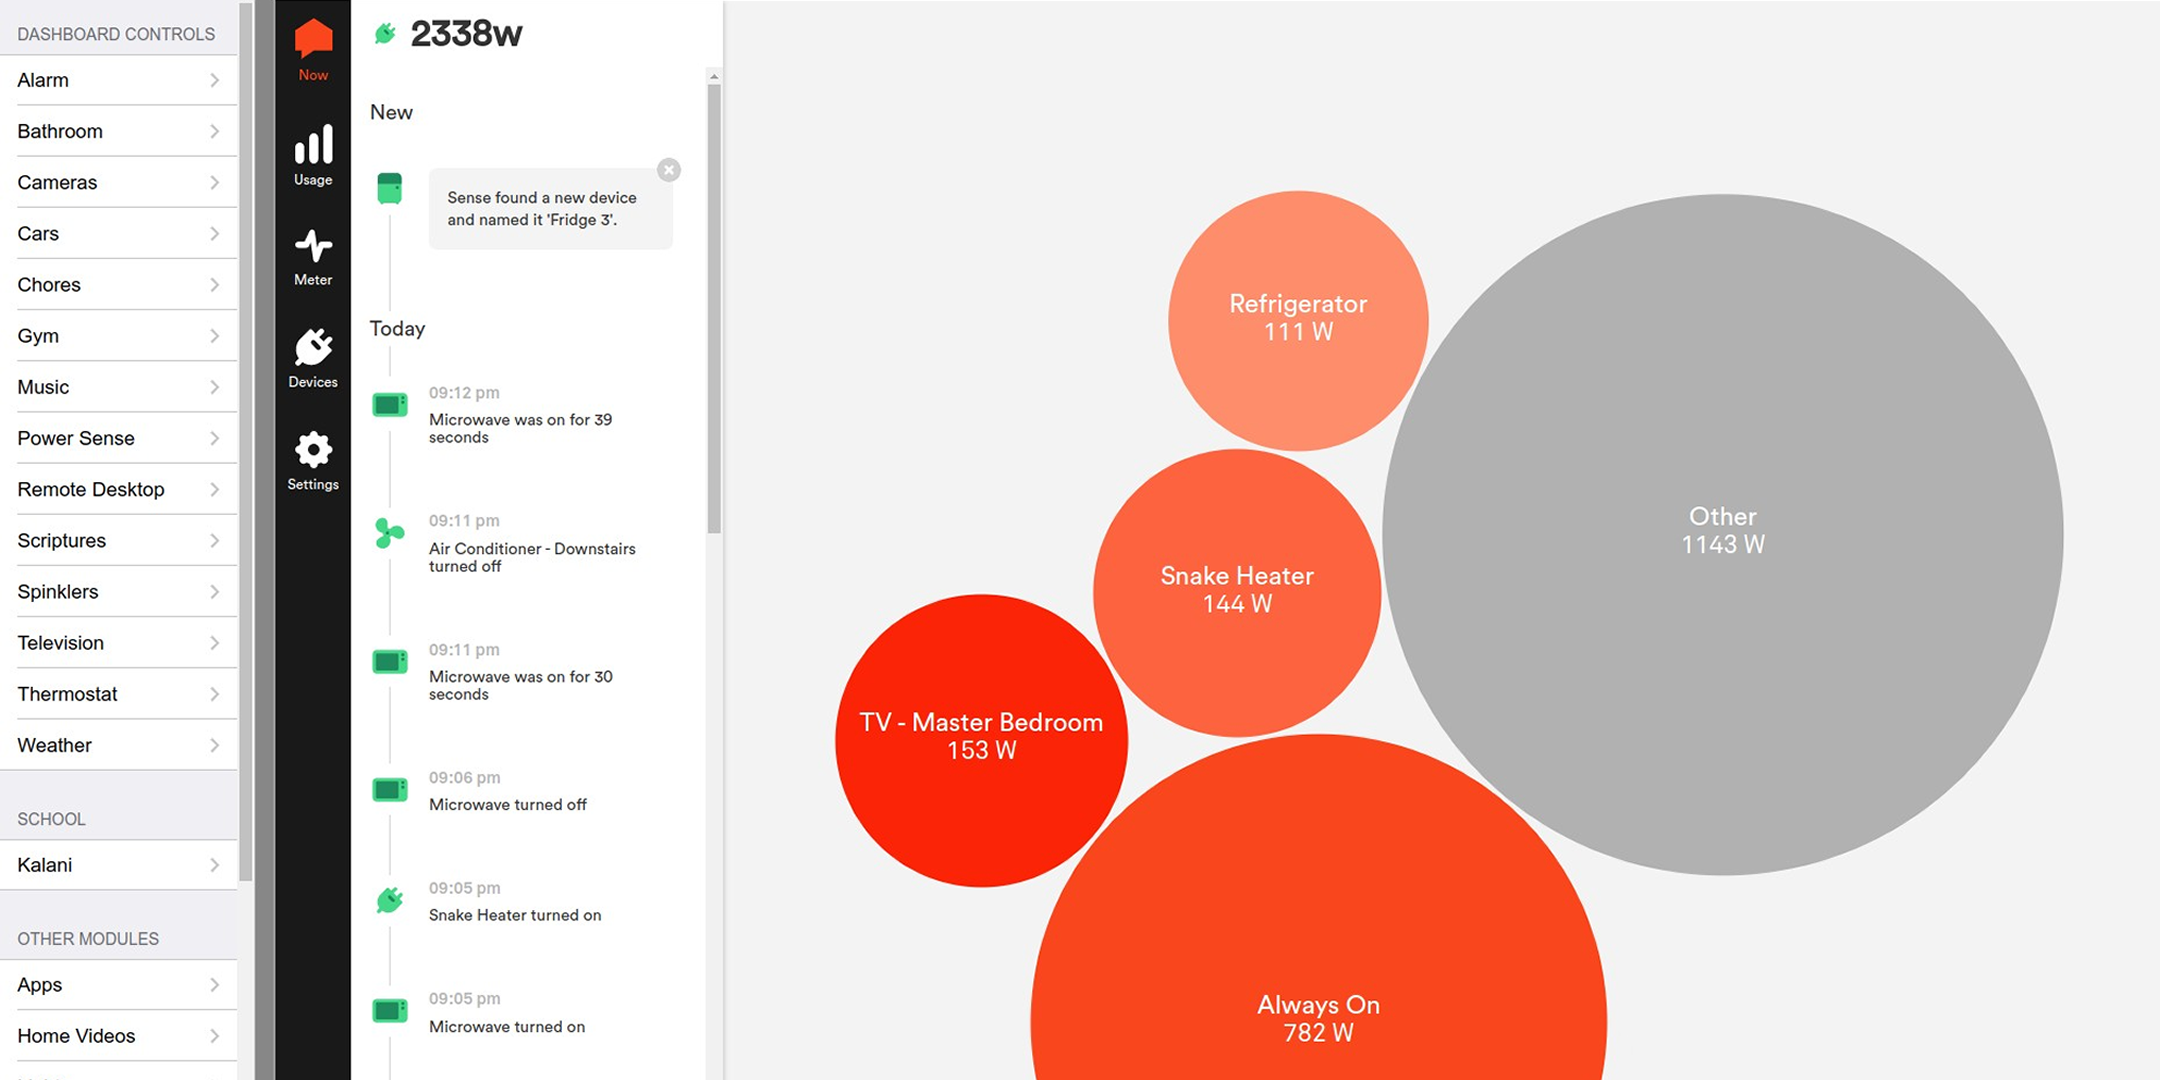 DASHBOARD CONTROLS
Alarm
Bathroom
Cameras
Cars
Chores
Gym
Music
Power Sense
Remote Desktop
Scriptures
Spinklers
Television
Thermostat
Weather
SCHOOL
Kalani
OTHER MODULES
Apps
Home Videos
Now
Usage
Meter
Devices
Settings
2338w
New
Sense found a new device
and named it 'Fridge 3'.
Today
09:12 pm
Microwave was on for 39
seconds
09:11 pm
Air Conditioner - Downstairs
turned off
09:11 pm
Microwave was on for 30
seconds
09:06 pm
Microwave turned off
09:05 pm
Snake Heater turned on
09:05 pm
Microwave turned on
Refrigerator
111 W
Other
1143 W
Snake Heater
144 W
TV - Master Bedroom
153 W
Always On
782 W